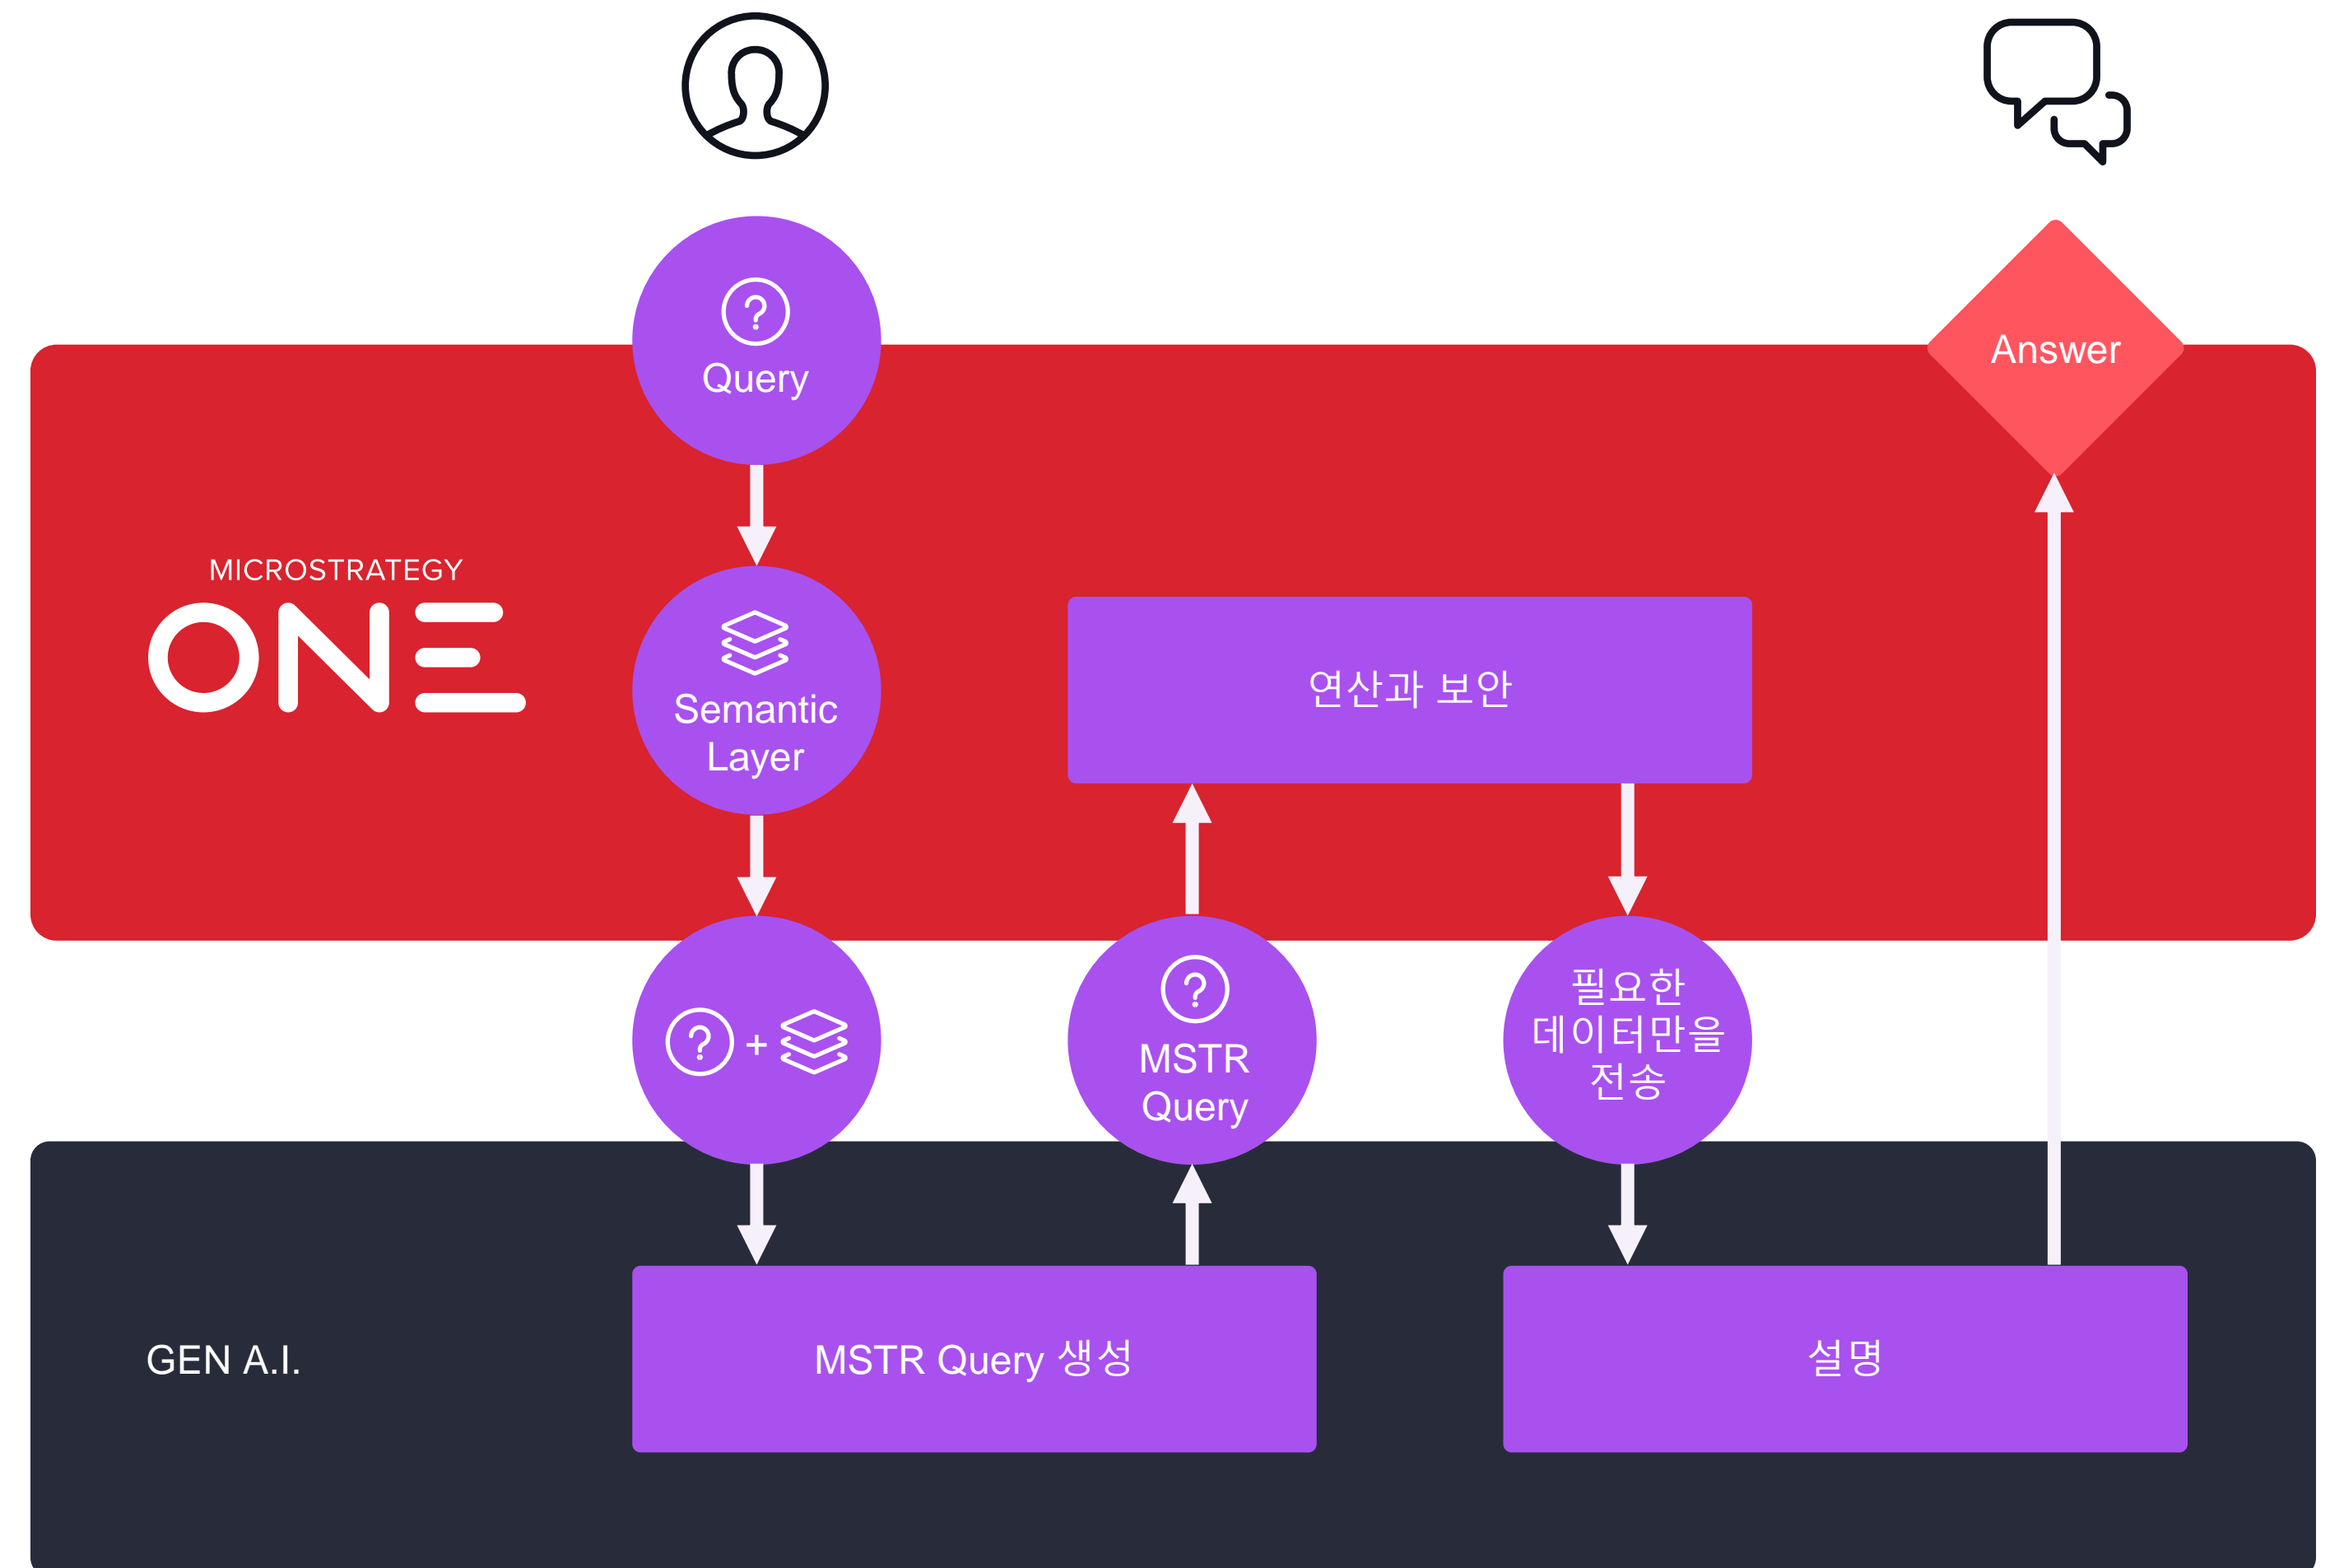 Query
Answer
MICROSTRATEGY
ONE
Semantic
Layer
연산과 보안
MSTR
Query
필요한
데이터만을
전송
+
GEN A.I.
MSTR Query 생성
설명